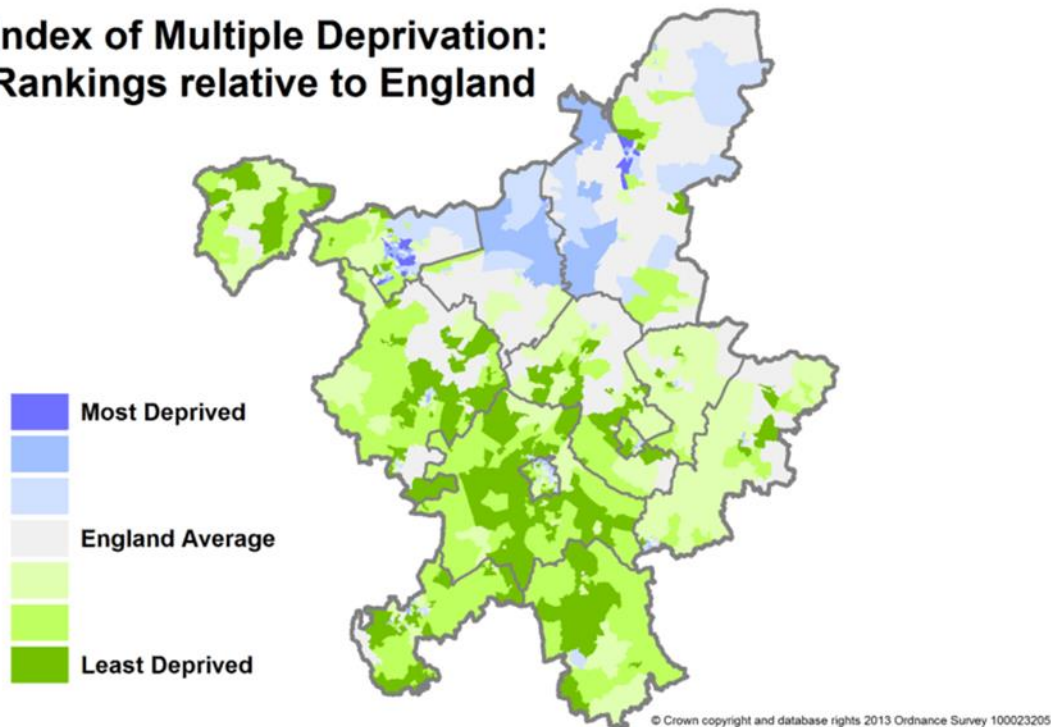 ndex of Multiple Deprivation:
Rankings relative to England
Most Deprived
England Average
Least Deprived
© Crown copyright and database rights 2013 Ordnance Survey 100023205